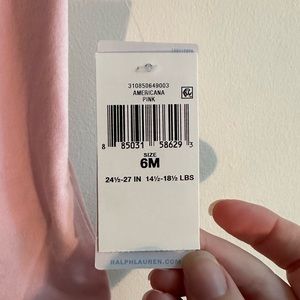 310850649003
AMERICANA
PINK
8 85031 58629 3
SIZE
6M
24½-27 IN 14½-18½ LBS
RALPHLAUREN.COM